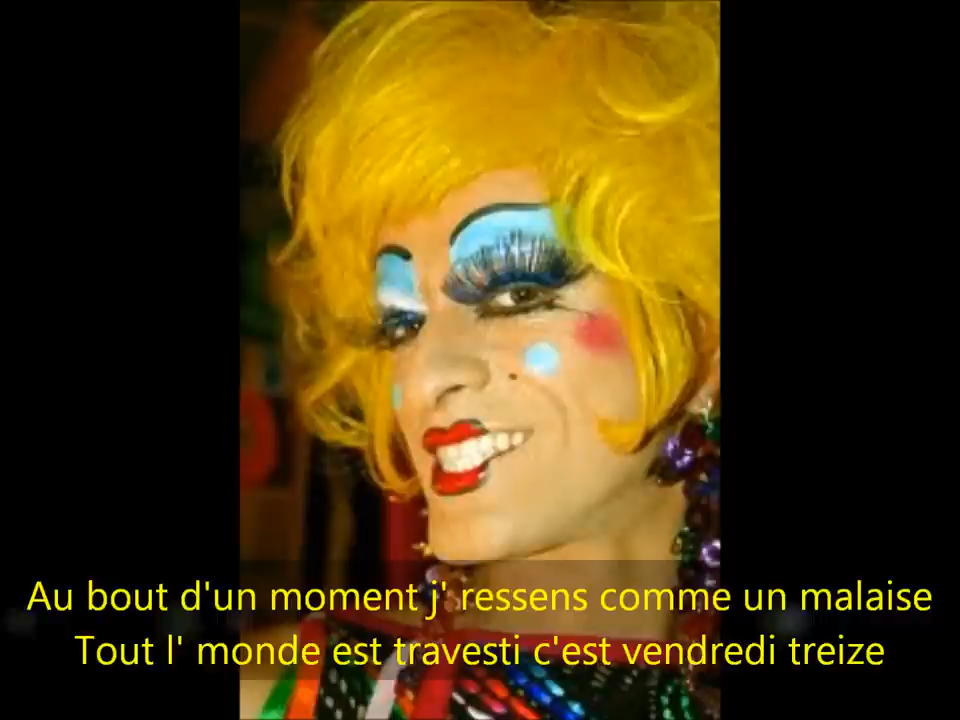 Au bout d'un moment j' ressens comme un malaise
Tout l' monde est travesti c'est vendredi treize